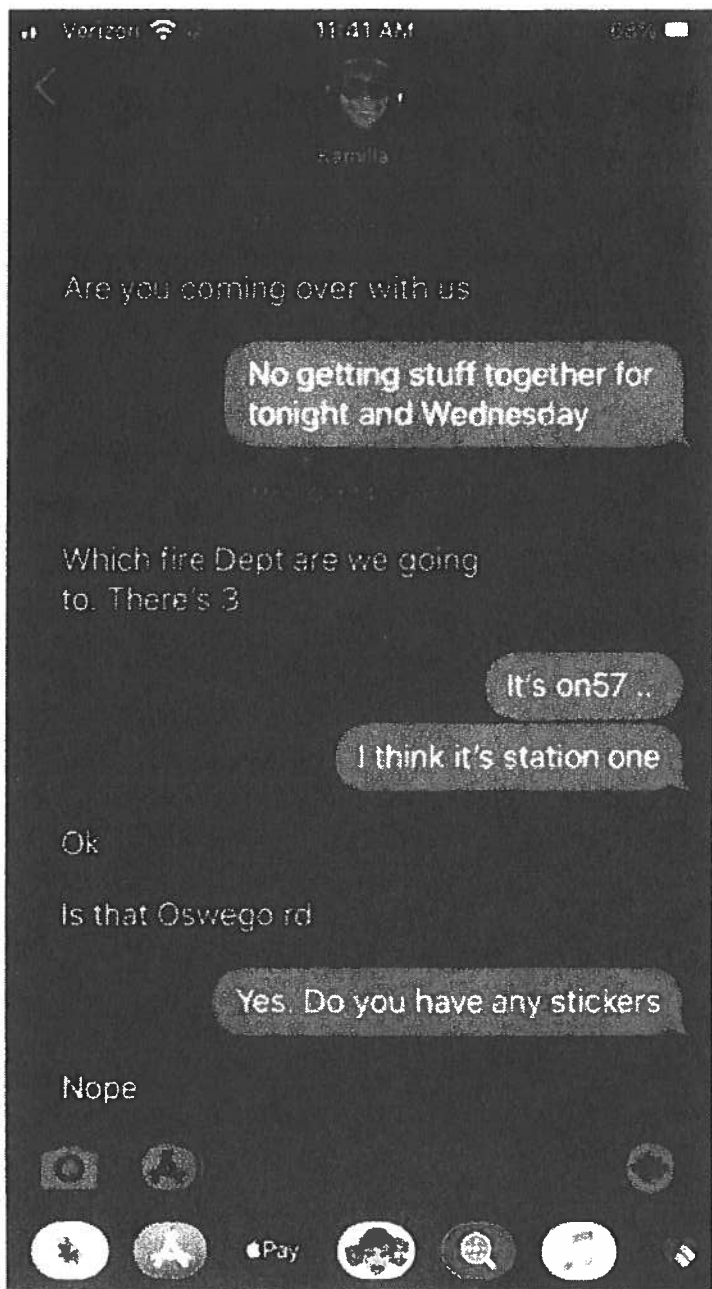 Verizon
11:41 AM
68%
Kamilla
Are you coming over with us
No getting stuff together for
tonight and Wednesday
Which fire Dept are we going
to. There's 3
It's on57 ..
I think it's station one
Ok
Is that Oswego rd
Yes. Do you have any stickers
Nope
Pay